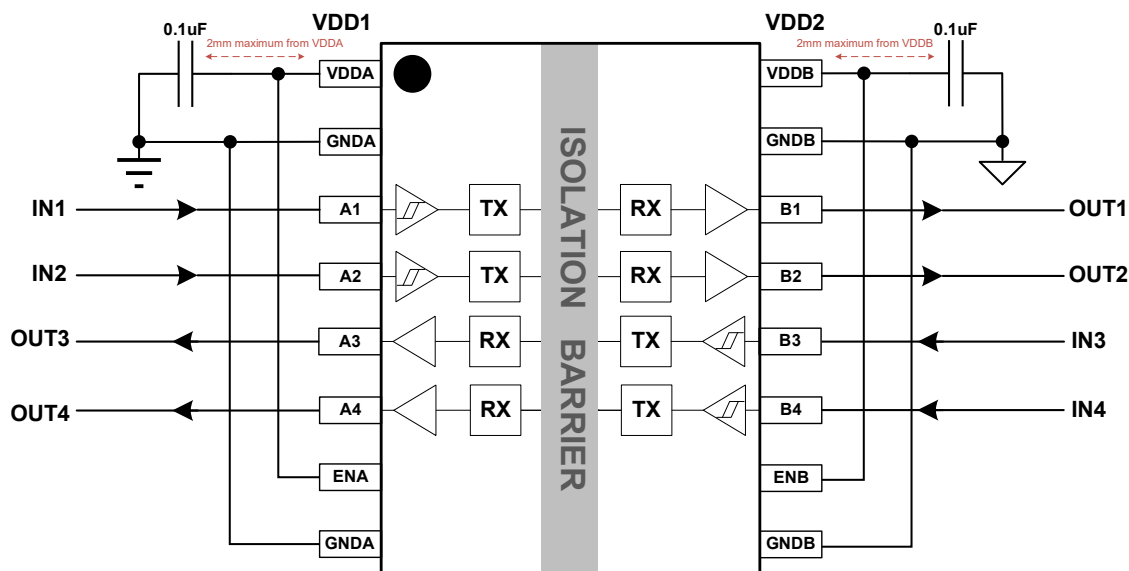 VDD1
VDD2
0.1uF
0.1uF
2mm maximum from VDDA
2mm maximum from VDDB
VDDA
VDDB
GNDA
GNDB
IN1
A1
TX
RX
B1
OUT1
IN2
A2
TX
RX
B2
OUT2
OUT3
A3
RX
TX
B3
IN3
OUT4
A4
RX
TX
B4
IN4
ISOLATION BARRIER
ENA
ENB
GNDA
GNDB